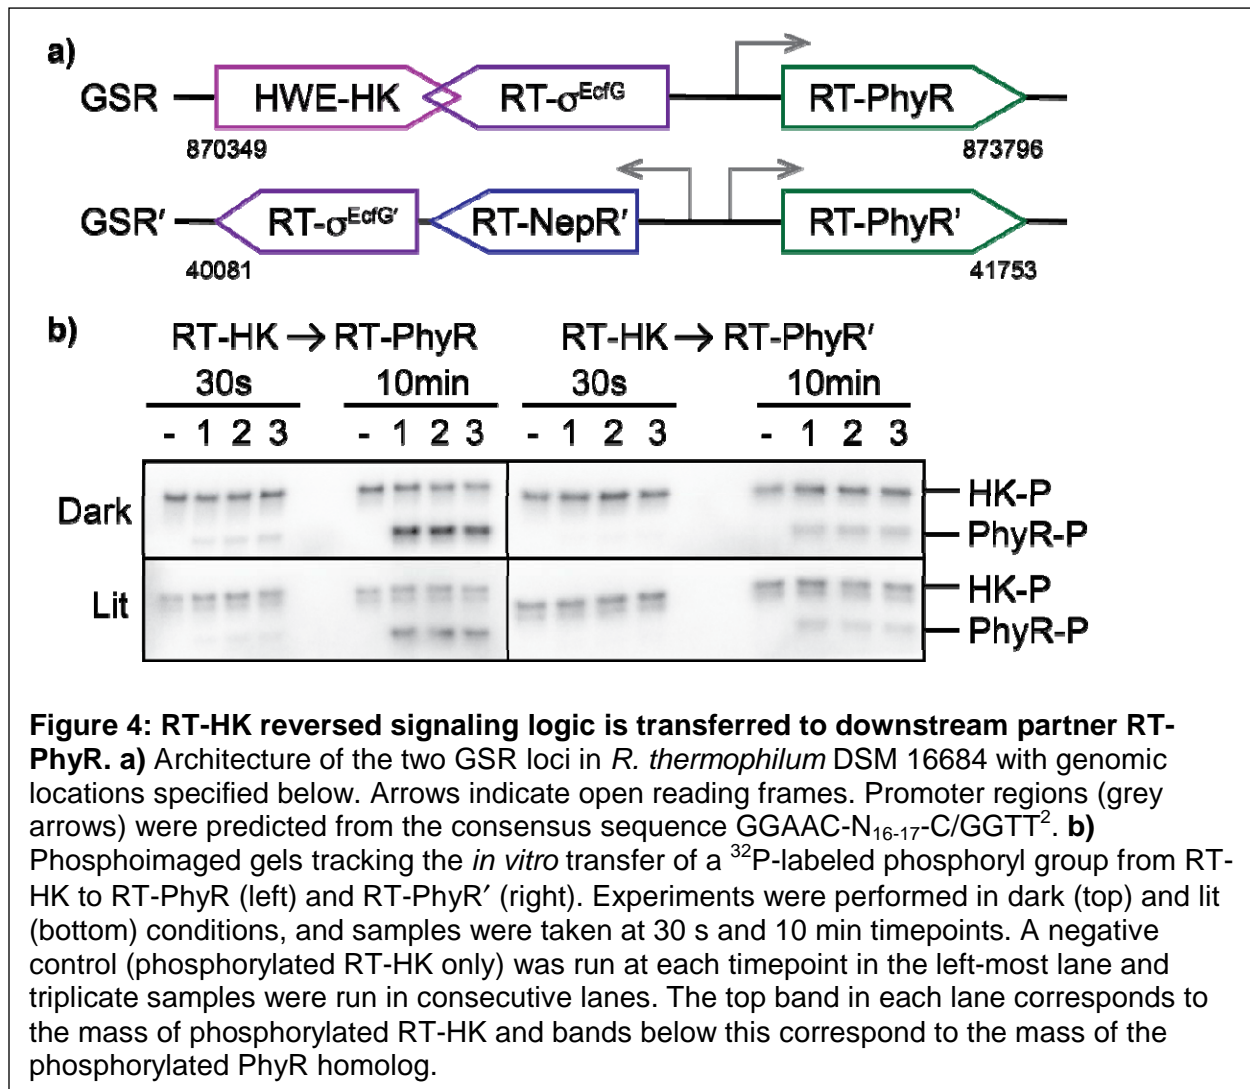 a)
GSR HWE-HK RT-σ^EcfG RT-PhyR
870349 873796
GSR′ RT-σ^EcfG′ RT-NepR′ RT-PhyR'
40081 41753
b) RT-HK → RT-PhyR RT-HK → RT-PhyR′
30s 10min 30s 10min
- 1 2 3 - 1 2 3 - 1 2 3 - 1 2 3
Dark HK-P
PhyR-P
Lit HK-P
PhyR-P
Figure 4: RT-HK reversed signaling logic is transferred to downstream partner RT-
PhyR. a) Architecture of the two GSR loci in R. thermophilum DSM 16684 with genomic
locations specified below. Arrows indicate open reading frames. Promoter regions (grey
arrows) were predicted from the consensus sequence GGAAC-N16-17-C/GGTT². b)
Phosphoimaged gels tracking the in vitro transfer of a ³²P-labeled phosphoryl group from RT-
HK to RT-PhyR (left) and RT-PhyR′ (right). Experiments were performed in dark (top) and lit
(bottom) conditions, and samples were taken at 30 s and 10 min timepoints. A negative
control (phosphorylated RT-HK only) was run at each timepoint in the left-most lane and
triplicate samples were run in consecutive lanes. The top band in each lane corresponds to
the mass of phosphorylated RT-HK and bands below this correspond to the mass of the
phosphorylated PhyR homolog.